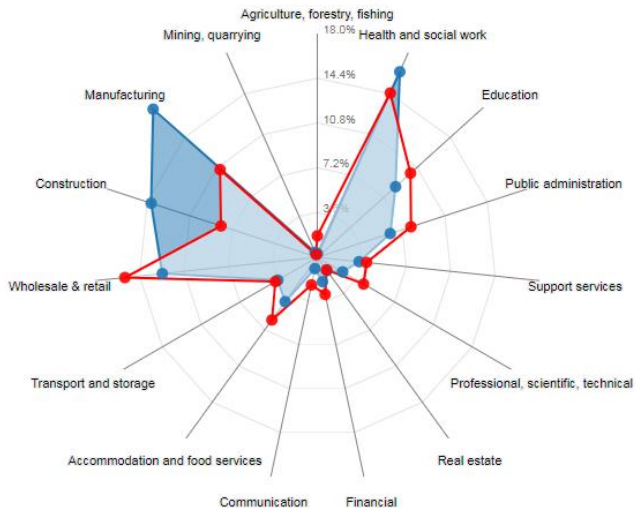 Agriculture, forestry, fishing
18.0%
Mining, quarrying
Health and social work
14.4%
Manufacturing
Education
10.8%
7.2%
Construction
Public administration
Wholesale & retail
Support services
Transport and storage
Professional, scientific, technical
Accommodation and food services
Real estate
Communication
Financial